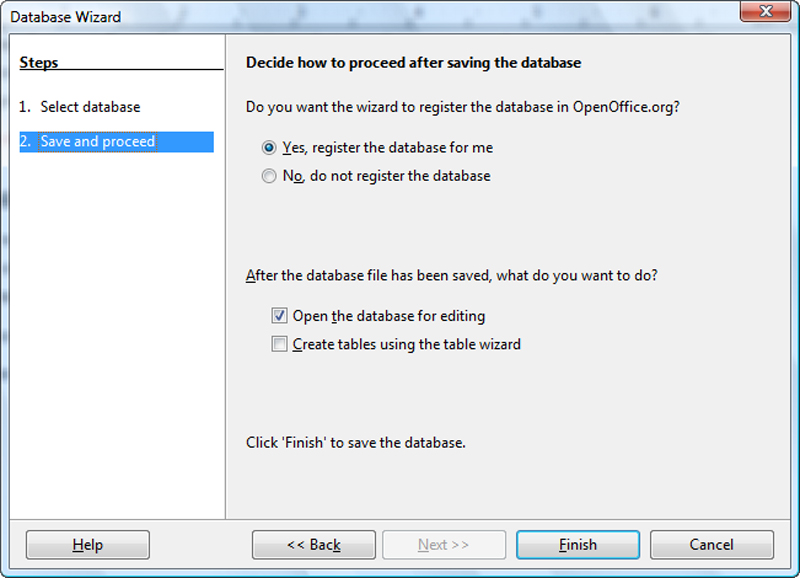 Database Wizard
Steps
1. Select database
2. Save and proceed
Decide how to proceed after saving the database
Do you want the wizard to register the database in OpenOffice.org?
Yes, register the database for me
No, do not register the database
After the database file has been saved, what do you want to do?
Open the database for editing
Create tables using the table wizard
Click 'Finish' to save the database.
Help
<< Back
Next >>
Finish
Cancel